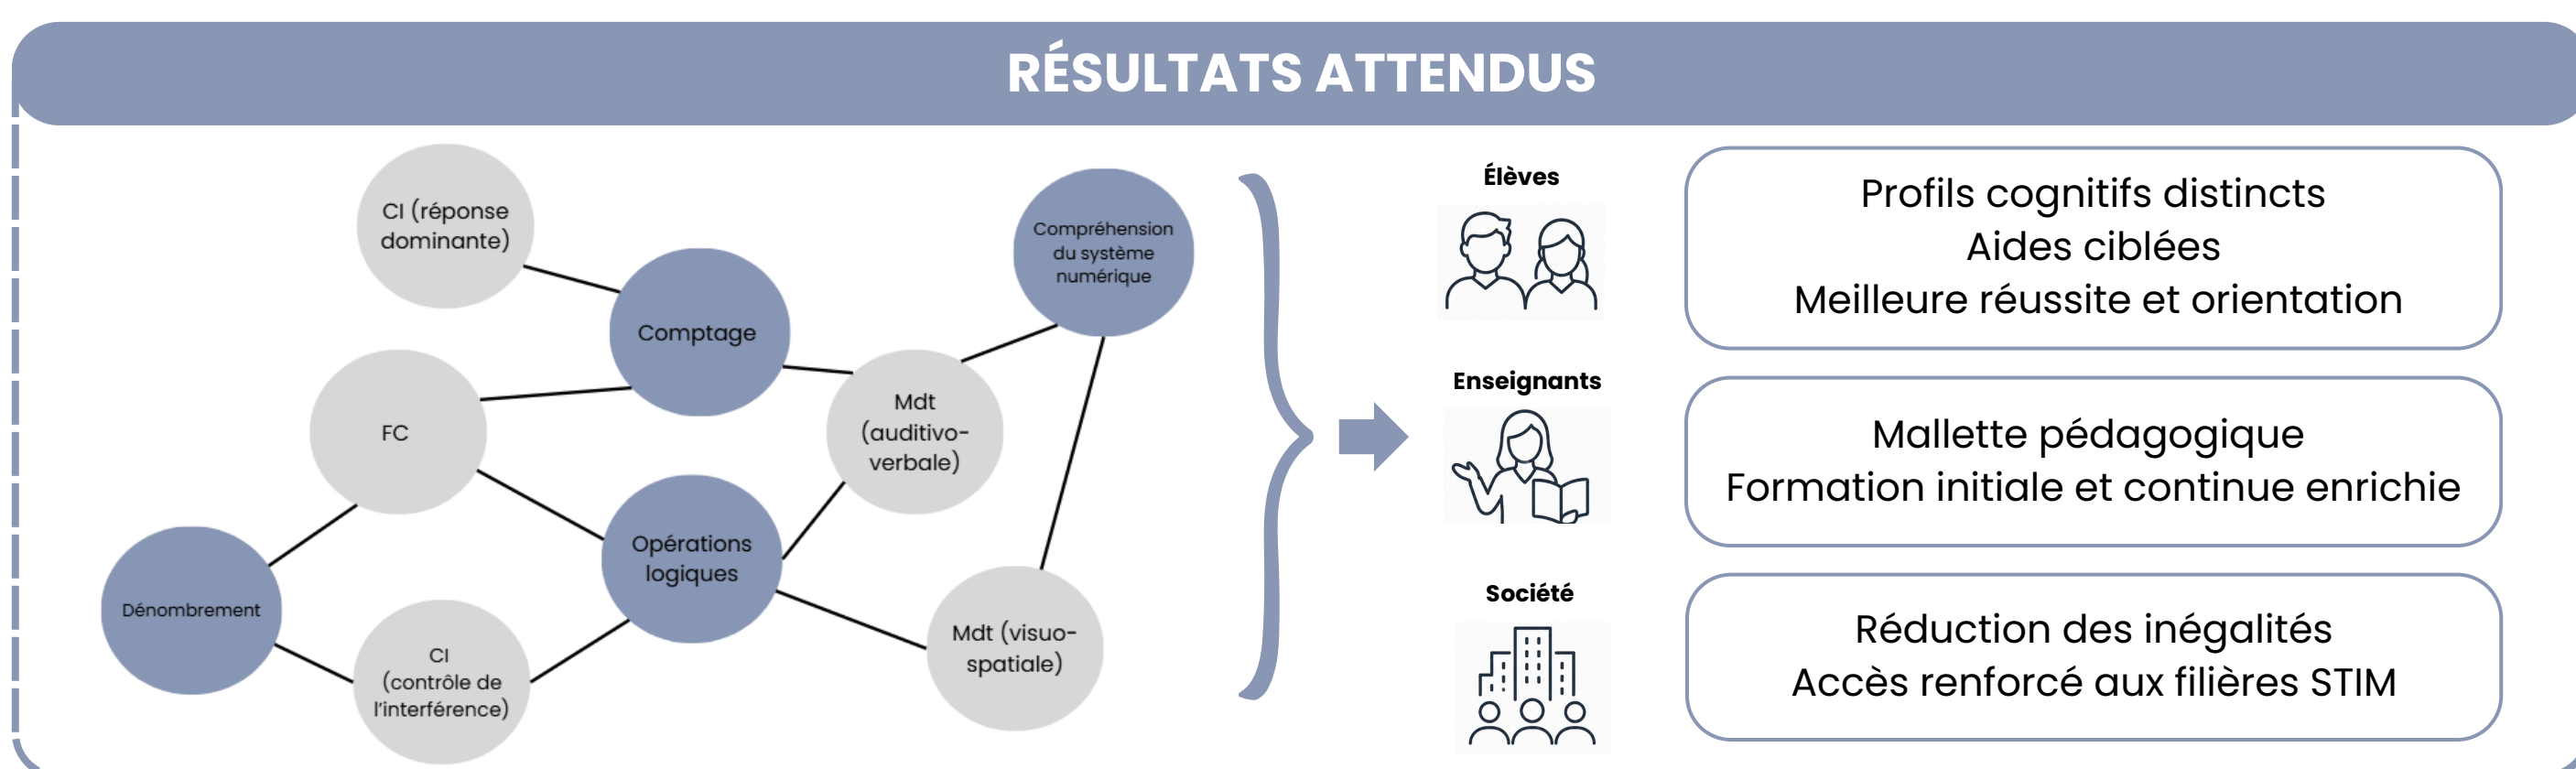 RÉSULTATS ATTENDUS
CI (réponse
dominante)
Comptage
Compréhension
du système
numérique
FC
Mdt
(auditivo-
verbale)
Opérations
logiques
Dénombrement
CI
(contrôle de
l'interférence)
Mdt (visuo-
spatiale)
Élèves
Profils cognitifs distincts
Aides ciblées
Meilleure réussite et orientation
Enseignants
Mallette pédagogique
Formation initiale et continue enrichie
Société
Réduction des inégalités
Accès renforcé aux filières STIM